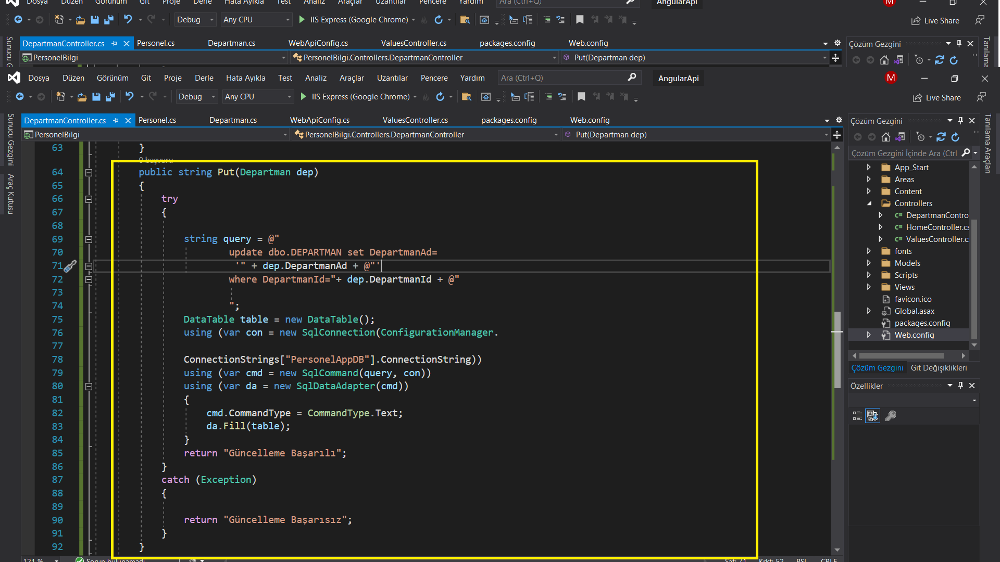 Dosya Düzen Görünüm Git Proje Derle Hata Ayıkla Test Analiz Araçlar Uzantılar Pencere Yardım Ara (Ctrl+Q) AngularApi M
Debug Any CPU IIS Express (Google Chrome) Live Share
DepartmanController.cs Personel.cs Departman.cs WebApiConfig.cs ValuesController.cs packages.config Web.config Çözüm Gezgini
PersonelBilgi PersonelBilgi.Controllers.DepartmanController Put(Departman dep)
Sunucu G
Tanılama
Dosya Düzen Görünüm Git Proje Derle Hata Ayıkla Test Analiz Araçlar Uzantılar Pencere Yardım Ara (Ctrl+Q) AngularApi M
Debug Any CPU IIS Express (Google Chrome) Live Share
DepartmanController.cs Personel.cs Departman.cs WebApiConfig.cs ValuesController.cs packages.config Web.config
PersonelBilgi PersonelBilgi.Controllers.DepartmanController Put(Departman dep)
Sunucu Gezgini
Araç Kutusu
63 }
0 başvuru
64 public string Put(Departman dep)
65 {
66 try
67 {
68
69 string query = @"
70 update dbo.DEPARTMAN set DepartmanAd=
71 '" + dep.DepartmanAd + @"'
72 where DepartmanId="+ dep.DepartmanId + @"
73
74 ";
75 DataTable table = new DataTable();
76 using (var con = new SqlConnection(ConfigurationManager.
77
78 ConnectionStrings["PersonelAppDB"].ConnectionString))
79 using (var cmd = new SqlCommand(query, con))
80 using (var da = new SqlDataAdapter(cmd))
81 {
82 cmd.CommandType = CommandType.Text;
83 da.Fill(table);
84 }
85 return "Güncelleme Başarılı";
86 }
87 catch (Exception)
88 {
89
90 return "Güncelleme Başarısız";
91 }
92 }
121 % Sorun bulunamadı Sat: 71 Krkt: 52 BŞL CRLF
Çözüm Gezgini
Çözüm Gezgini İçinde Ara (Ctrl
App_Start
Areas
Content
Controllers
C# DepartmanContro
C# HomeController.cs
C# ValuesController.c
fonts
Models
Scripts
Views
favicon.ico
Global.asax
packages.config
Web.config
Çözüm Gezgini Git Değişiklikleri
Özellikler
Tanılama Araçları